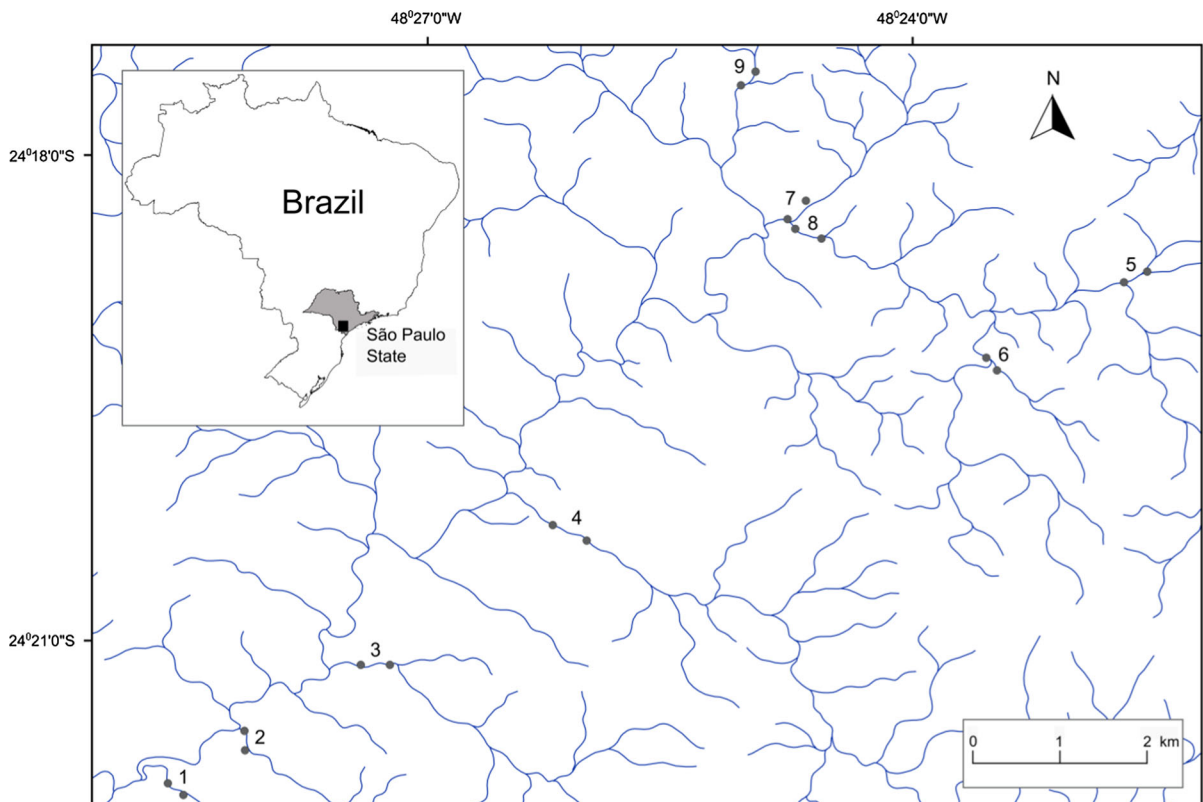 48⁰27'0"W
48⁰24'0"W
9
N
24⁰18'0"S
Brazil
7
8
5
São Paulo
State
6
4
24⁰21'0"S
3
2
0 1 2 km
1